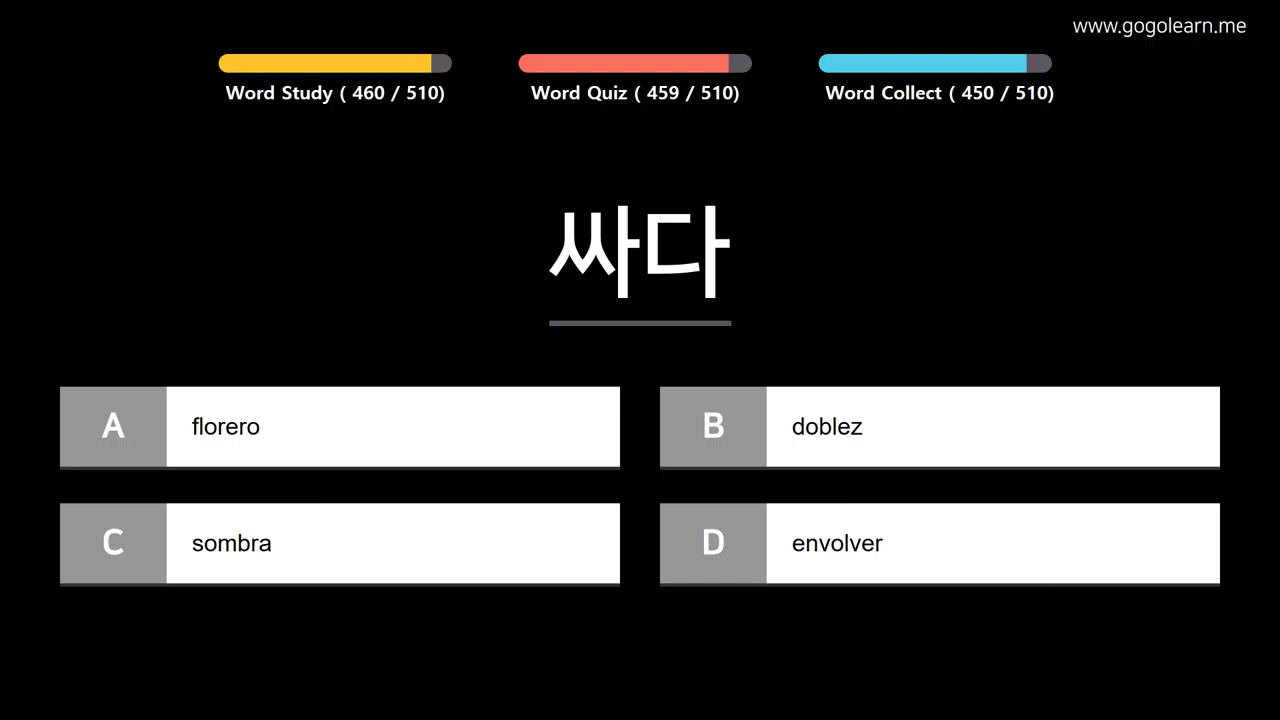 www.gogolearn.me
Word Study ( 460 / 510)
Word Quiz ( 459 / 510)
Word Collect ( 450 / 510)
싸다
A florero
B doblez
C sombra
D envolver